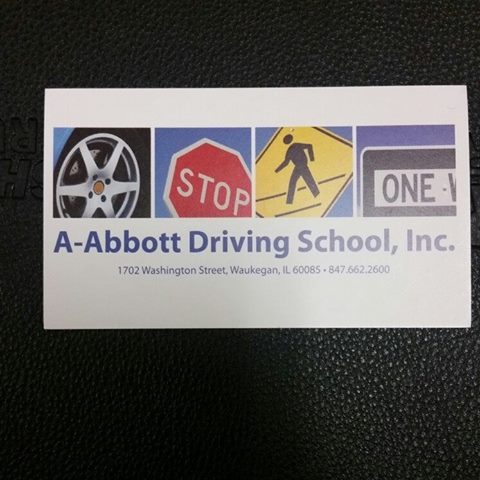 STOP
ONE
A-Abbott Driving School, Inc.
1702 Washington Street, Waukegan, IL 60085 • 847.662.2600